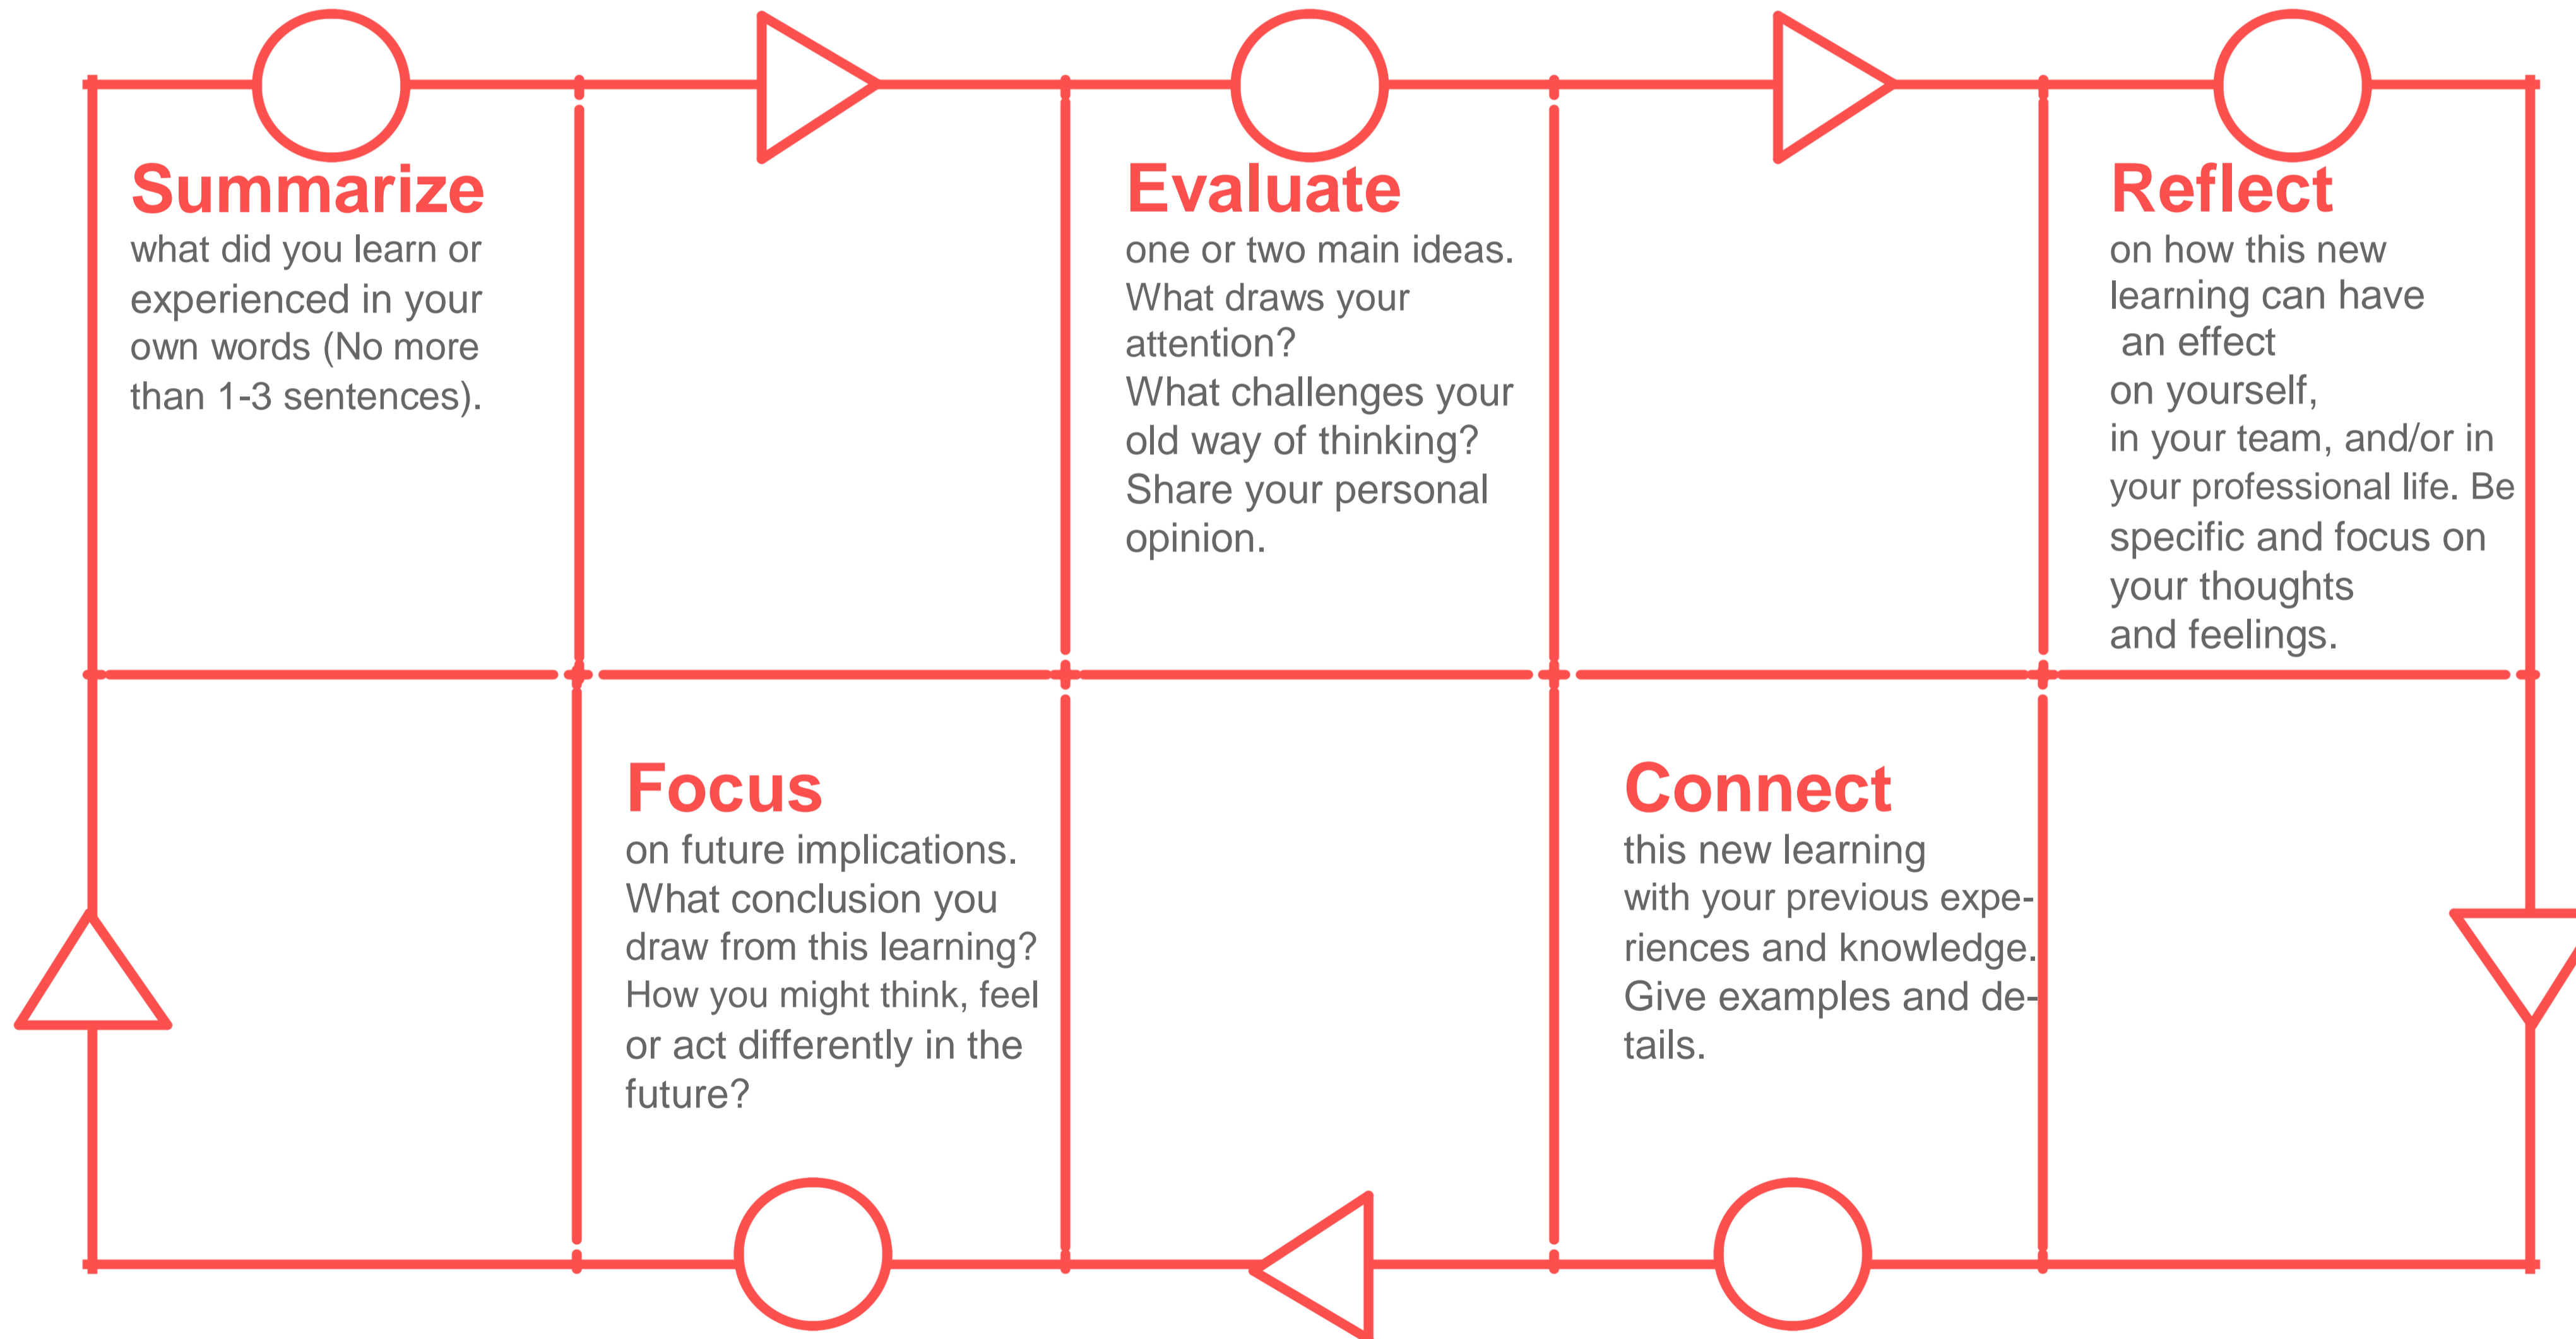 Summarize
what did you learn or
experienced in your
own words (No more
than 1-3 sentences).
Evaluate
one or two main ideas.
What draws your
attention?
What challenges your
old way of thinking?
Share your personal
opinion.
Reflect
on how this new
learning can have
an effect
on yourself,
in your team, and/or in
your professional life. Be
specific and focus on
your thoughts
and feelings.
Focus
on future implications.
What conclusion you
draw from this learning?
How you might think, feel
or act differently in the
future?
Connect
this new learning
with your previous expe-
riences and knowledge.
Give examples and de-
tails.